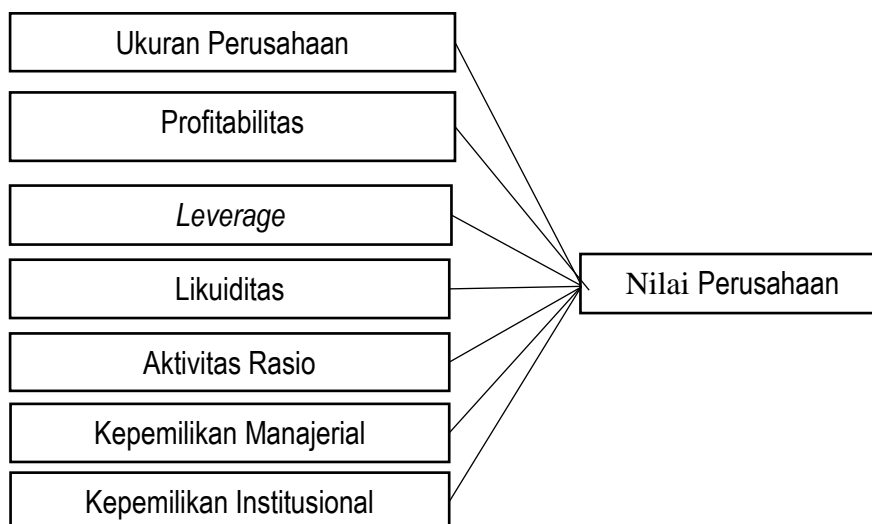 Ukuran Perusahaan
Profitabilitas
Leverage
Likuiditas
Nilai Perusahaan
Aktivitas Rasio
Kepemilikan Manajerial
Kepemilikan Institusional